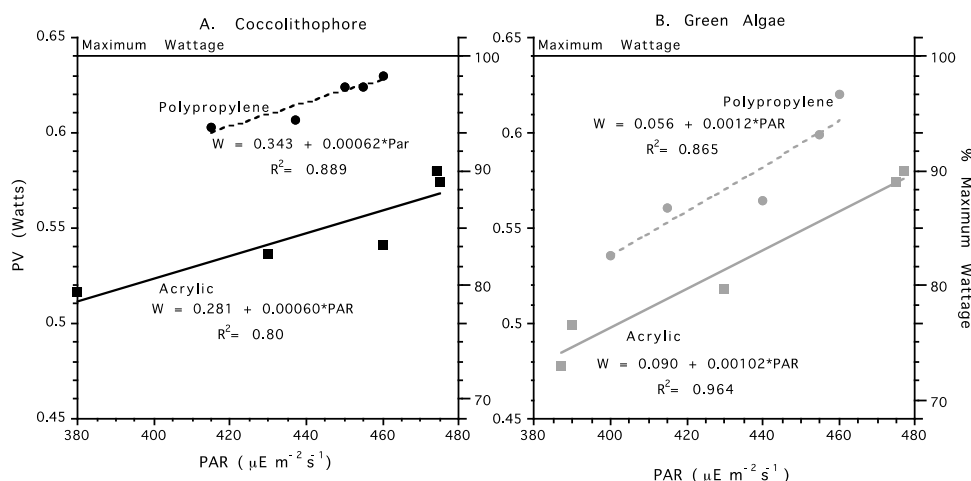 A. Coccolithophore
Maximum Wattage
Polypropylene
W = 0.343 + 0.00062*Par
R²= 0.889
Acrylic
W = 0.281 + 0.00060*PAR
R²= 0.80
PV (Watts)
0.65
0.6
0.55
0.5
0.45
100
90
80
70
380 400 420 440 460 480
PAR ( µE m⁻² s⁻¹)
B. Green Algae
Maximum Wattage
Polypropylene
W = 0.056 + 0.0012*PAR
R²= 0.865
Acrylic
W = 0.090 + 0.00102*PAR
R²= 0.964
0.65
0.6
0.55
0.5
0.45
100
90
80
70
% Maximum Wattage
380 400 420 440 460 480
PAR ( µE m⁻² s⁻¹)